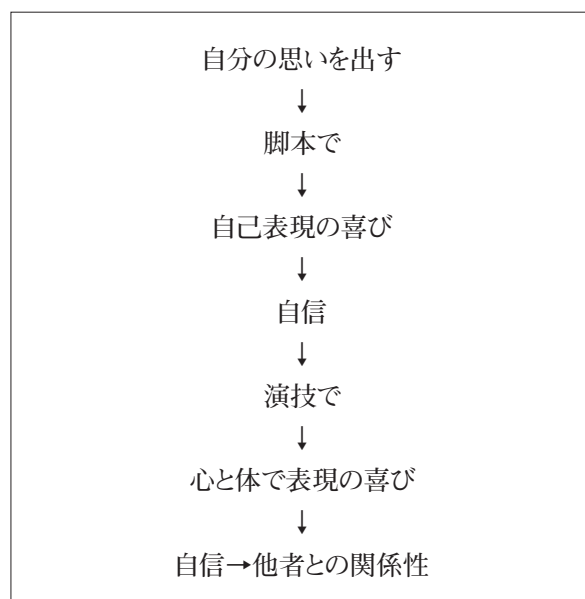 自分の思いを出す
↓
脚本で
↓
自己表現の喜び
↓
自信
↓
演技で
↓
心と体で表現の喜び
↓
自信→他者との関係性